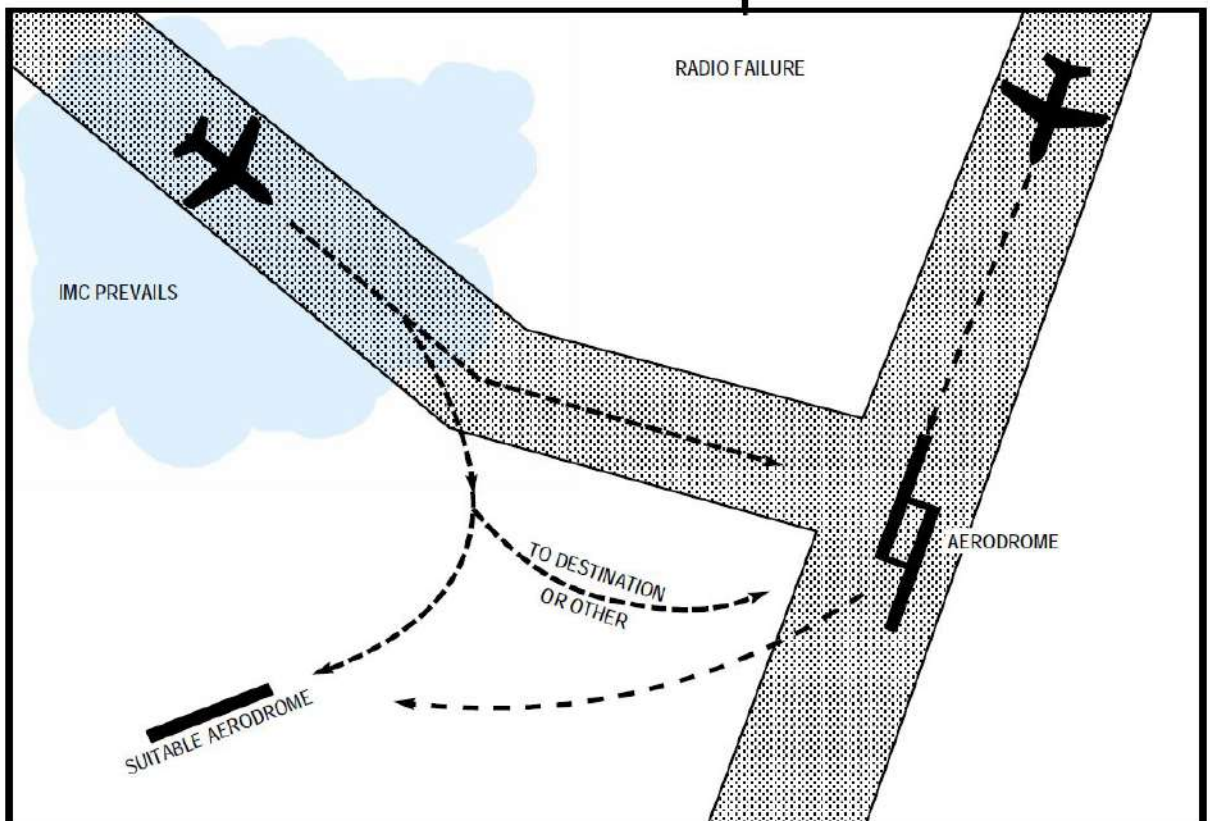 RADIO FAILURE
IMC PREVAILS
AERODROME
TO DESTINATION
OR OTHER
SUITABLE AERODROME